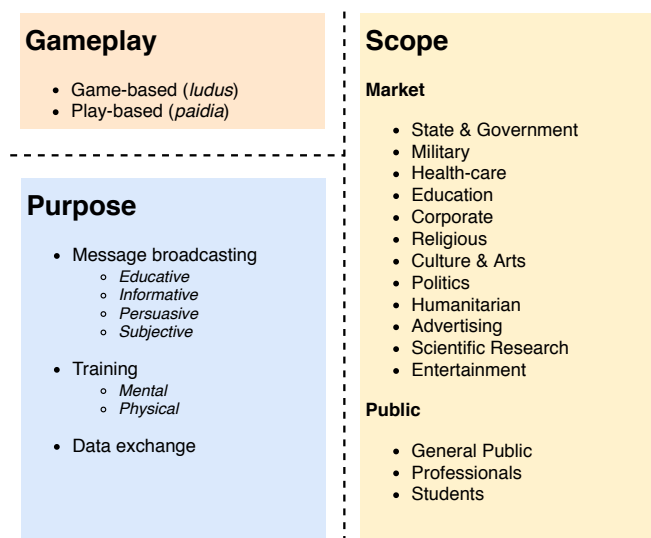 Gameplay
• Game-based (ludus)
• Play-based (paidia)
Purpose
• Message broadcasting
◦ Educative
◦ Informative
◦ Persuasive
◦ Subjective
• Training
◦ Mental
◦ Physical
• Data exchange
Scope
Market
• State & Government
• Military
• Health-care
• Education
• Corporate
• Religious
• Culture & Arts
• Politics
• Humanitarian
• Advertising
• Scientific Research
• Entertainment
Public
• General Public
• Professionals
• Students